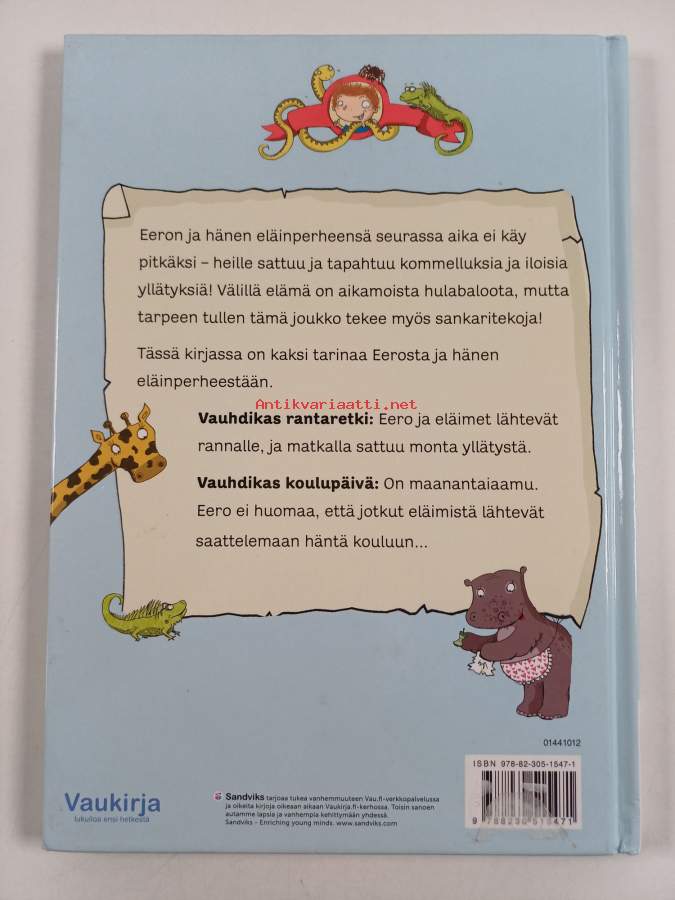 Eeron ja hänen eläinperheensä seurassa aika ei käy
pitkäksi – heille sattuu ja tapahtuu kommelluksia ja iloisia
yllätyksiä! Välillä elämä on aikamoista hulabaloota, mutta
tarpeen tullen tämä joukko tekee myös sankaritekoja!
Tässä kirjassa on kaksi tarinaa Eerosta ja hänen
eläinperheestään.
Antikvariaatti.net
Vauhdikas rantaretki: Eero ja eläimet lähtevät
rannalle, ja matkalla sattuu monta yllätystä.
Vauhdikas koulupäivä: On maanantaiaamu.
Eero ei huomaa, että jotkut eläimistä lähtevät
saattelemaan häntä kouluun...
01441012
ISBN 978-82-305-1547-1
Vaukirja
lukuiloa ensi hetkestä
Sandviks tarjoaa tukea vanhemmuuteen Vau.fi-verkkopalvelussa
ja oikeita kirjoja oikeaan aikaan Vaukirja.fi-kerhossa. Toisin sanoen
autamme lapsia ja vanhempia kehittymään yhdessä.
Sandviks – Enriching young minds. www.sandviks.com
9 788230 515471